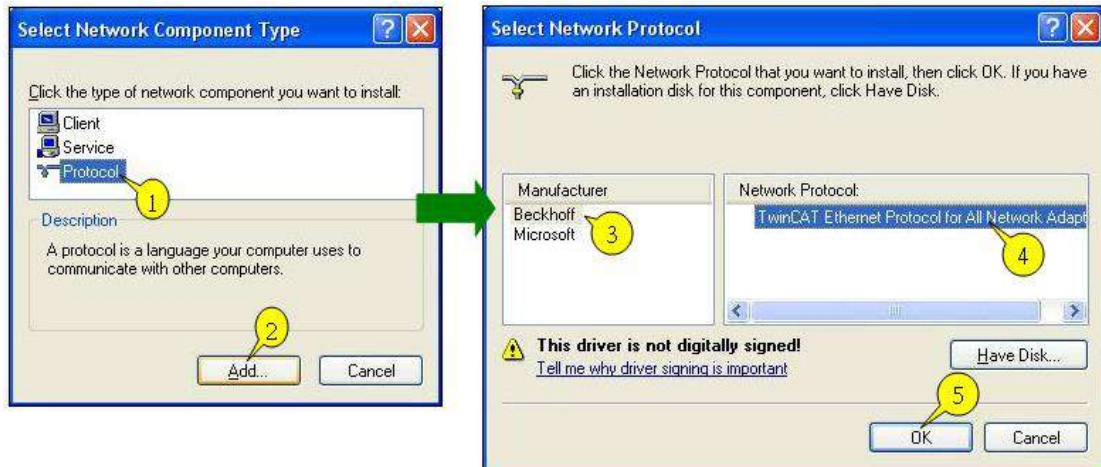 Select Network Component Type
Click the type of network component you want to install:
Client
Service
Protocol
1
Description
A protocol is a language your computer uses to
communicate with other computers.
2
Add...
Cancel
Select Network Protocol
Click the Network Protocol that you want to install, then click OK. If you have
an installation disk for this component, click Have Disk.
Manufacturer
Beckhoff
Microsoft
3
Network Protocol:
TwinCAT Ethernet Protocol for All Network Adapt
4
This driver is not digitally signed!
Tell me why driver signing is important
Have Disk...
5
OK
Cancel